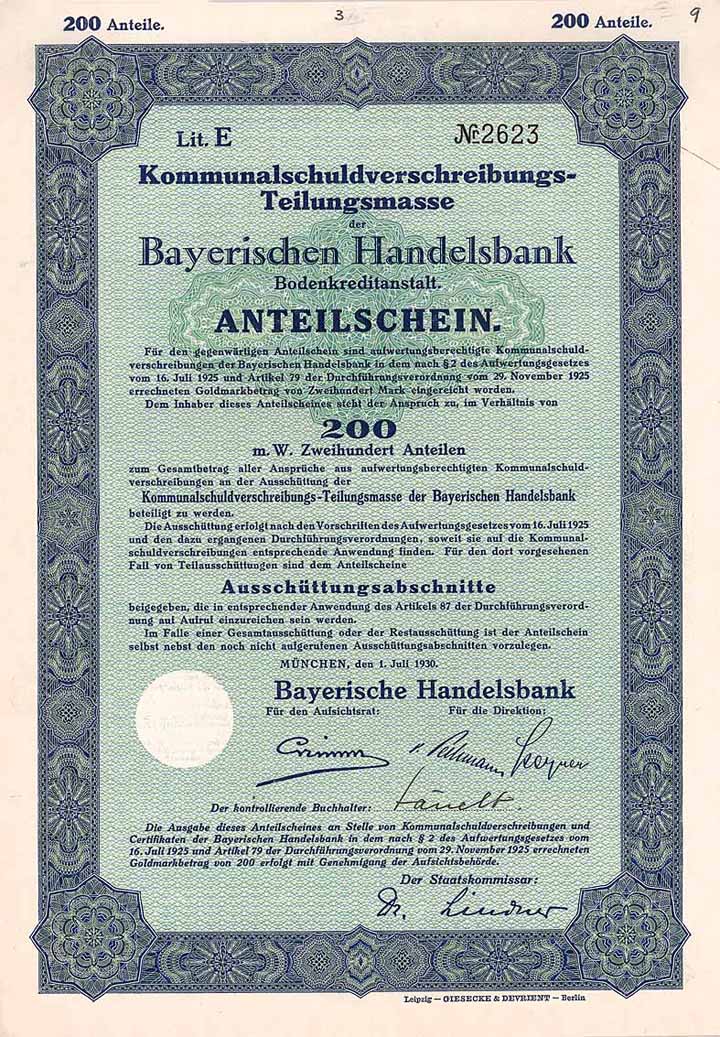 200 Anteile. 3 200 Anteile. 9
Lit. E № 2623
Kommunalschuldverschreibungs-
Teilungsmasse
der
Bayerischen Handelsbank
Bodenkreditanstalt.
ANTEILSCHEIN.
Für den gegenwärtigen Anteilschein sind aufwertungsberechtigte Kommunalschuld-
verschreibungen der Bayerischen Handelsbank in dem nach § 2 des Aufwertungsgesetzes
vom 16. Juli 1925 und Artikel 79 der Durchführungsverordnung vom 29. November 1925
errechneten Goldmarkbetrag von Zweihundert Mark eingereicht worden.
Dem Inhaber dieses Anteilscheines steht der Anspruch zu, im Verhältnis von
200
m. W. Zweihundert Anteilen
zum Gesamtbetrag aller Ansprüche aus aufwertungsberechtigten Kommunalschuld-
verschreibungen an der Ausschüttung der
Kommunalschuldverschreibungs-Teilungsmasse der Bayerischen Handelsbank
beteiligt zu werden.
Die Ausschüttung erfolgt nach den Vorschriften des Aufwertungsgesetzes vom 16. Juli 1925
und den dazu ergangenen Durchführungsverordnungen, soweit sie auf die Kommunal-
schuldverschreibungen entsprechende Anwendung finden. Für den dort vorgesehenen
Fall von Teilausschüttungen sind dem Anteilscheine
Ausschüttungsabschnitte
beigegeben, die in entsprechender Anwendung des Artikels 87 der Durchführungsverord-
nung auf Aufruf einzureichen sein werden.
Im Falle einer Gesamtausschüttung oder der Restausschüttung ist der Anteilschein
selbst nebst den noch nicht aufgerufenen Ausschüttungsabschnitten vorzulegen.
MÜNCHEN, den 1. Juli 1930.
Bayerische Handelsbank
Für den Aufsichtsrat: Für die Direktion:
Der kontrollierende Buchhalter:
Die Ausgabe dieses Anteilscheines an Stelle von Kommunalschuldverschreibungen und
Certifikaten der Bayerischen Handelsbank in dem nach § 2 des Aufwertungsgesetzes vom
16. Juli 1925 und Artikel 79 der Durchführungsverordnung vom 29. November 1925 errechneten
Goldmarkbetrag von 200 erfolgt mit Genehmigung der Aufsichtsbehörde.
Der Staatskommissar:
Dr. Lindner
Leipzig — GIESECKE & DEVRIENT — Berlin